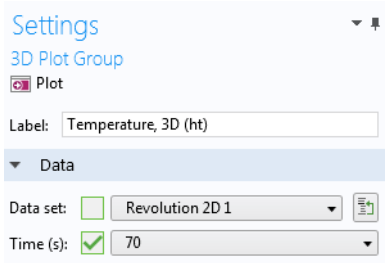 Settings
3D Plot Group
Plot
Label: Temperature, 3D (ht)
Data
Data set: Revolution 2D 1
Time (s): 70